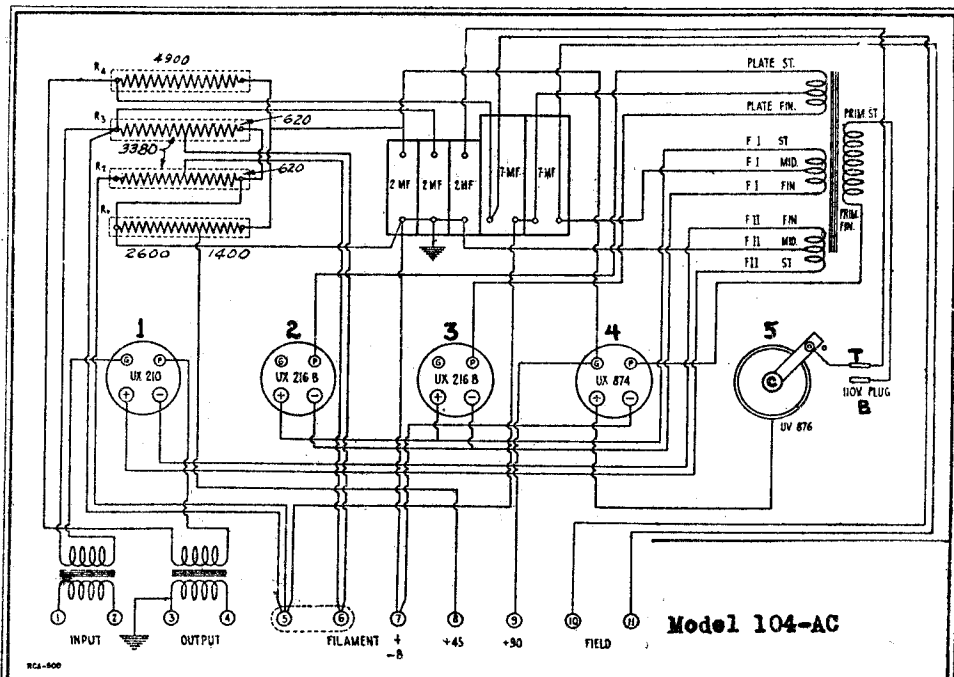 R4
4900
PLATE ST.
R3
620
PLATE FIN.
PRIM. ST
3380
F I ST
F I MID.
F I FIN
2 MF
2 MF
2 MF
7 MF
7 MF
620
PRIM. FIN.
F II FIN
F II MID.
F II ST
2600
1400
1
2
3
4
5
G
P
UX 210
+
−
G
P
UX 216 B
+
−
G
P
UX 216 B
+
−
G
P
UX 874
+
−
C
UV 876
T
110V. PLUG
B
1
2
3
4
5
6
7
8
9
10
11
INPUT
OUTPUT
FILAMENT
+
-B
+45
+90
FIELD
Model 104-AC
RCA-900